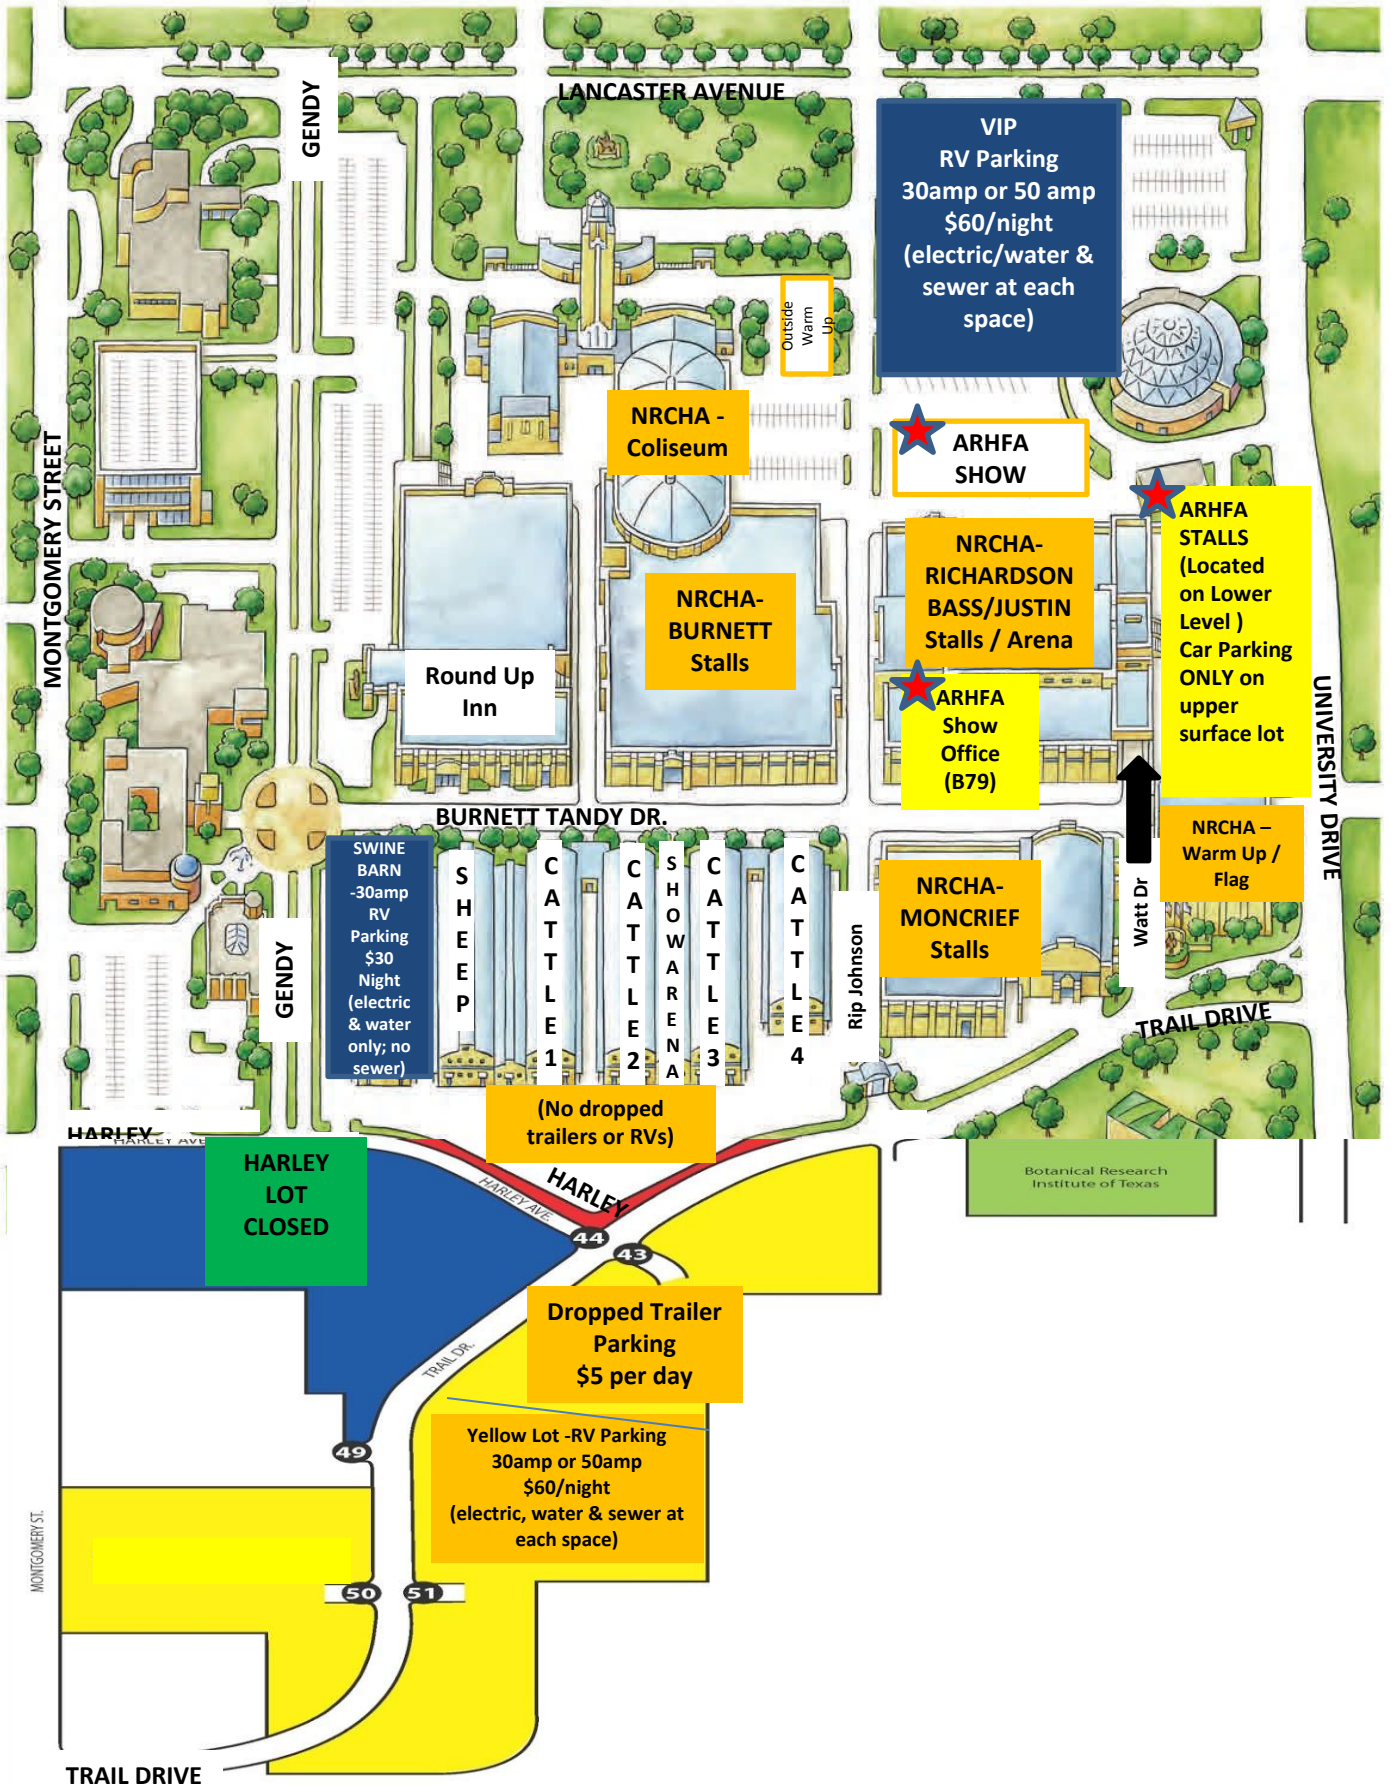 LANCASTER AVENUE
GENDY
VIP
RV Parking
30amp or 50 amp
$60/night
(electric/water &
sewer at each
space)
Outside
Warm
Up
NRCHA -
Coliseum
ARHFA
SHOW
MONTGOMERY STREET
ARHFA
STALLS
(Located
on Lower
Level )
Car Parking
ONLY on
upper
surface lot
NRCHA-
RICHARDSON
BASS/JUSTIN
Stalls / Arena
NRCHA-
BURNETT
Stalls
Round Up
Inn
ARHFA
Show
Office
(B79)
UNIVERSITY DRIVE
BURNETT TANDY DR.
NRCHA –
Warm Up /
Flag
SWINE
BARN
-30amp
RV
Parking
$30
Night
(electric
& water
only; no
sewer)
SHEEP
CATTLE 1
CATTLE 2
SHOWARENA
CATTLE 3
CATTLE 4
Rip Johnson
NRCHA-
MONCRIEF
Stalls
Watt Dr
GENDY
TRAIL DRIVE
(No dropped
trailers or RVs)
HARLEY
HARLEY AVE
HARLEY
LOT
CLOSED
HARLEY AVE.
HARLEY
Botanical Research
Institute of Texas
44
43
Dropped Trailer
Parking
$5 per day
TRAIL DR.
49
Yellow Lot -RV Parking
30amp or 50amp
$60/night
(electric, water & sewer at
each space)
MONTGOMERY ST.
50
51
TRAIL DRIVE